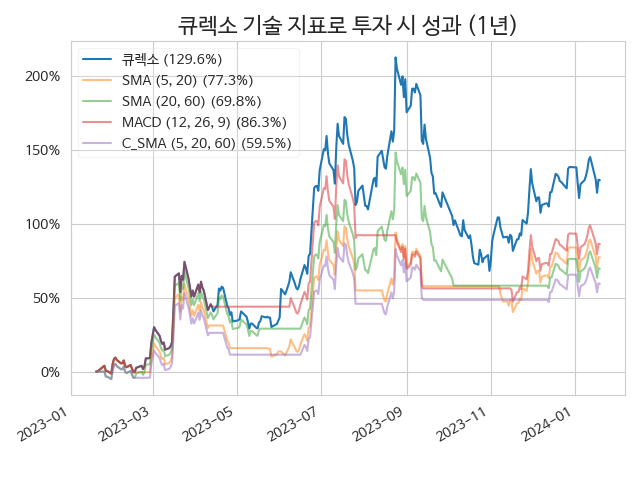 큐렉소 기술 지표로 투자 시 성과 (1년)
큐렉소 (129.6%)
SMA (5, 20) (77.3%)
SMA (20, 60) (69.8%)
MACD (12, 26, 9) (86.3%)
C_SMA (5, 20, 60) (59.5%)
200%
150%
100%
50%
0%
2023-01
2023-03
2023-05
2023-07
2023-09
2023-11
2024-01